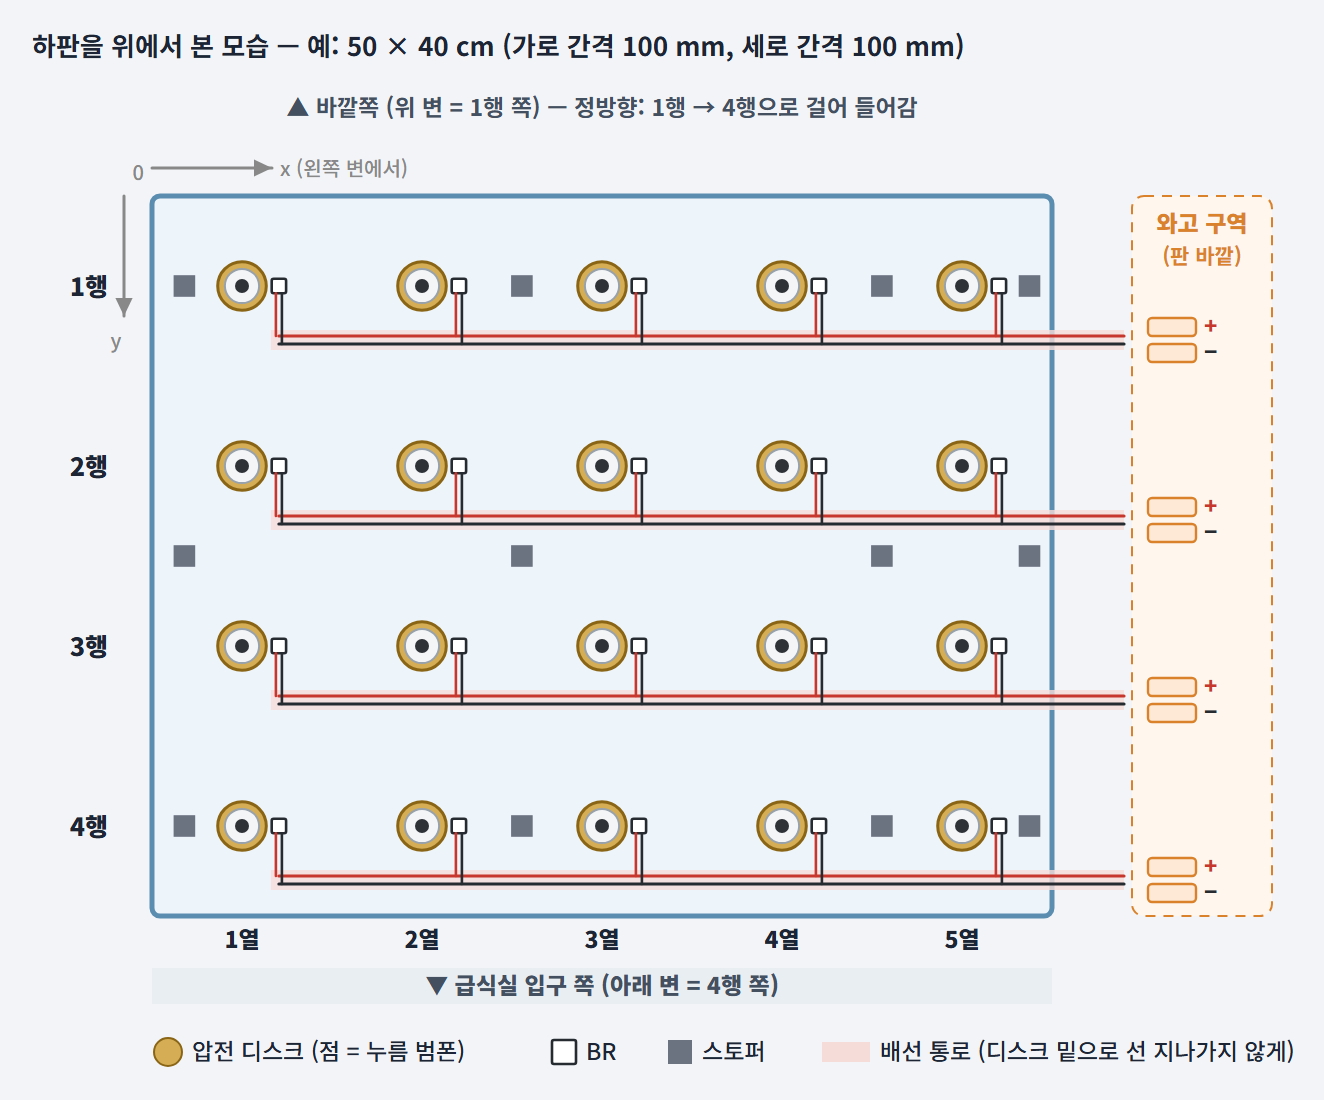 하판을 위에서 본 모습 — 예: 50 × 40 cm (가로 간격 100 mm, 세로 간격 100 mm)
▲ 바깥쪽 (위 변 = 1행 쪽) — 정방향: 1행 → 4행으로 걸어 들어감
0
x (왼쪽 변에서)
y
와고 구역
(판 바깥)
1행
+
−
2행
+
−
3행
+
−
4행
+
−
1열 2열 3열 4열 5열
▼ 급식실 입구 쪽 (아래 변 = 4행 쪽)
압전 디스크 (점 = 누름 범폰) BR 스토퍼 배선 통로 (디스크 밑으로 선 지나가지 않게)